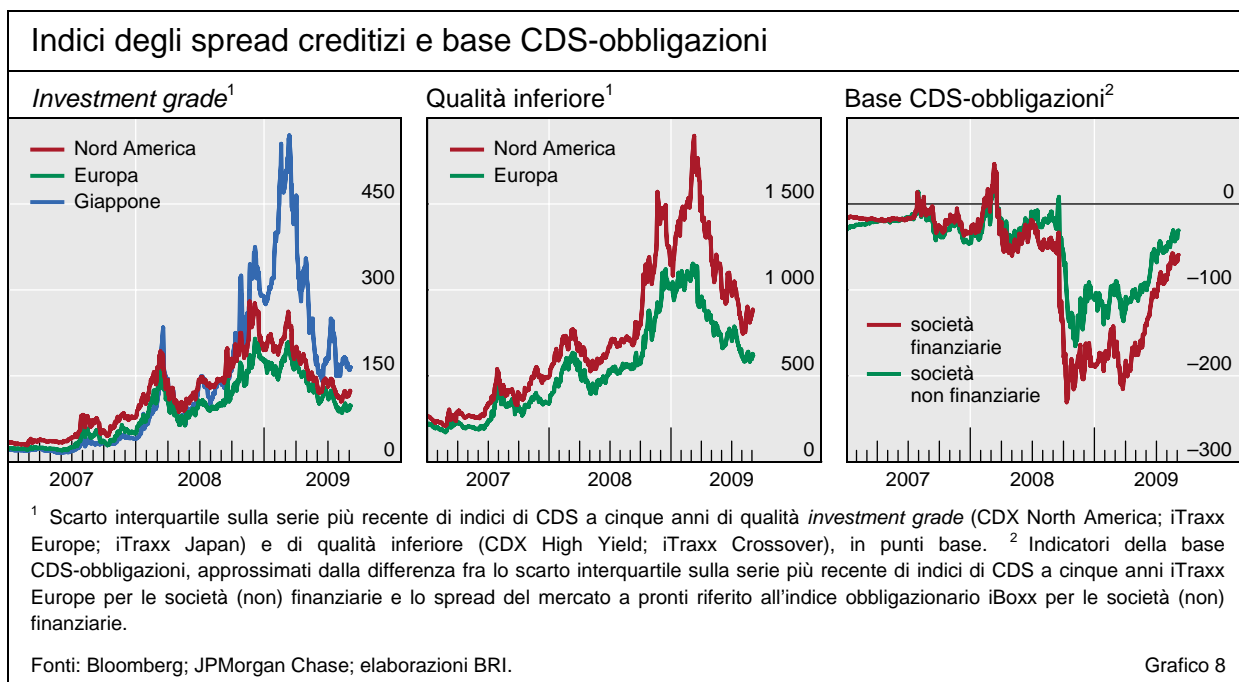 Indici degli spread creditizi e base CDS-obbligazioni
Investment grade1
Nord America
Europa
Giappone
450
300
150
0
2007
2008
2009
Qualità inferiore1
Nord America
Europa
1 500
1 000
500
0
2007
2008
2009
Base CDS-obbligazioni2
0
–100
–200
–300
società
finanziarie
società
non finanziarie
2007
2008
2009
1 Scarto interquartile sulla serie più recente di indici di CDS a cinque anni di qualità investment grade (CDX North America; iTraxx
Europe; iTraxx Japan) e di qualità inferiore (CDX High Yield; iTraxx Crossover), in punti base. 2 Indicatori della base
CDS-obbligazioni, approssimati dalla differenza fra lo scarto interquartile sulla serie più recente di indici di CDS a cinque anni iTraxx
Europe per le società (non) finanziarie e lo spread del mercato a pronti riferito all'indice obbligazionario iBoxx per le società (non)
finanziarie.
Fonti: Bloomberg; JPMorgan Chase; elaborazioni BRI.
Grafico 8